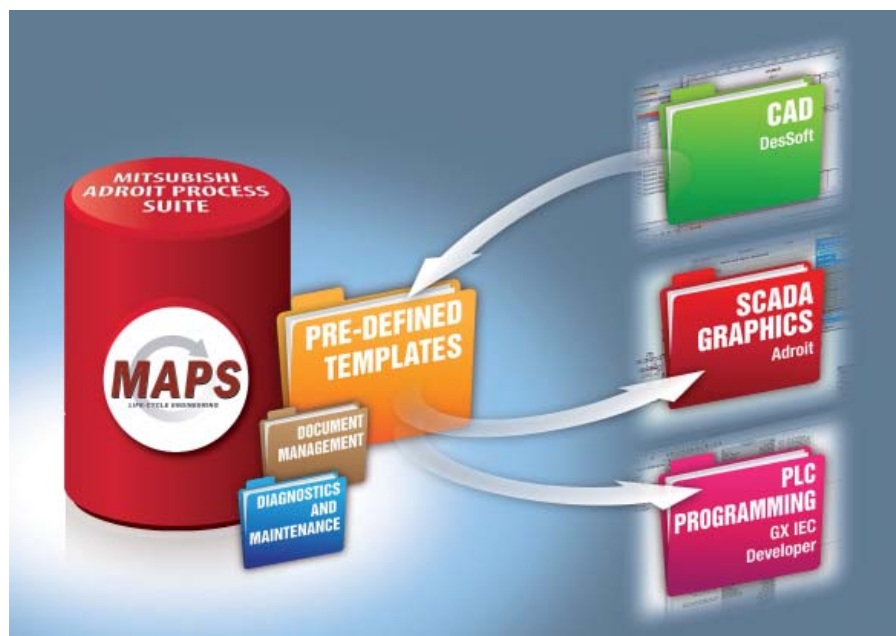 MITSUBISHI
ADROIT PROCESS
SUITE
MAPS
LIFE-CYCLE ENGINEERING
PRE-DEFINED
TEMPLATES
DOCUMENT
MANAGEMENT
DIAGNOSTICS
AND
MAINTENANCE
CAD
DesSoft
SCADA
GRAPHICS
Adroit
PLC
PROGRAMMING
GX IEC
Developer